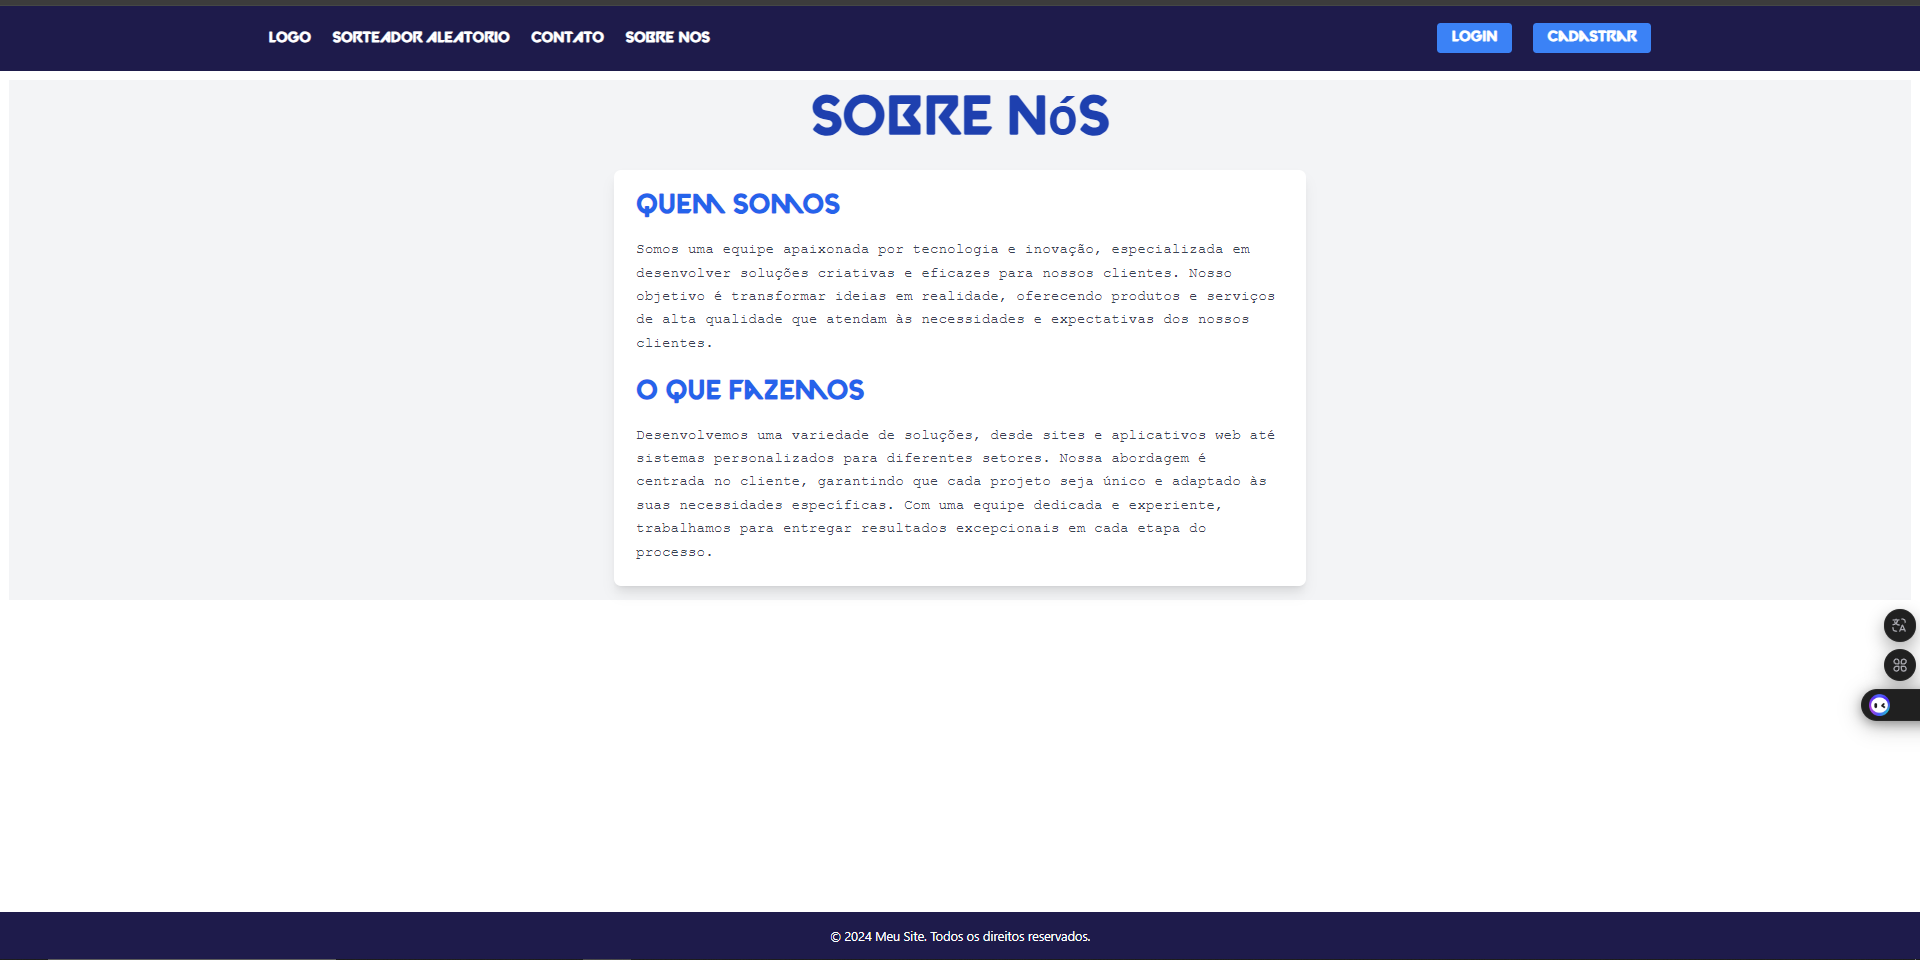 LOGO SORTEADOR ALEATORIO CONTATO SOBRE NOS LOGIN CADASTRAR
SOBRE NóS
QUEM SOMOS
Somos uma equipe apaixonada por tecnologia e inovação, especializada em
desenvolver soluções criativas e eficazes para nossos clientes. Nosso
objetivo é transformar ideias em realidade, oferecendo produtos e serviços
de alta qualidade que atendam às necessidades e expectativas dos nossos
clientes.
O QUE FAZEMOS
Desenvolvemos uma variedade de soluções, desde sites e aplicativos web até
sistemas personalizados para diferentes setores. Nossa abordagem é
centrada no cliente, garantindo que cada projeto seja único e adaptado às
suas necessidades específicas. Com uma equipe dedicada e experiente,
trabalhamos para entregar resultados excepcionais em cada etapa do
processo.
© 2024 Meu Site. Todos os direitos reservados.